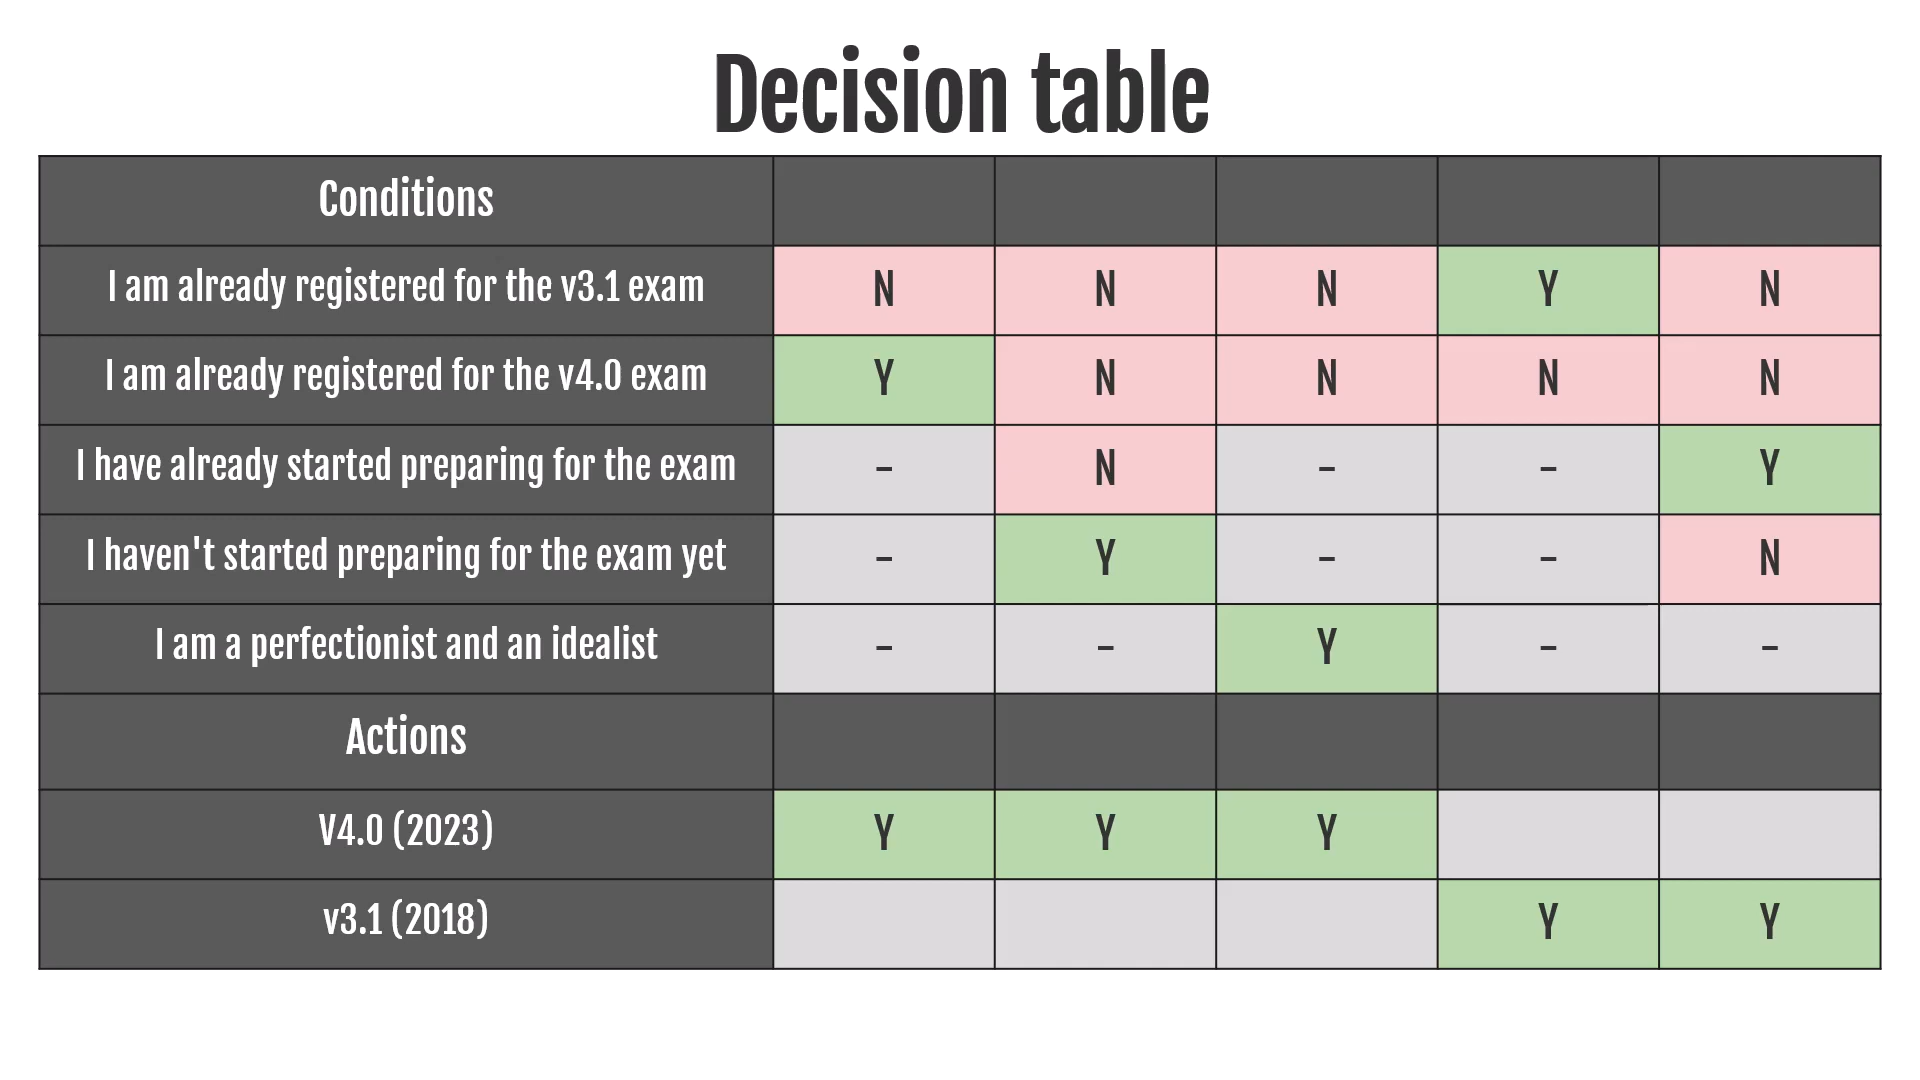 Decision table
Conditions
I am already registered for the v3.1 exam N N N Y N
I am already registered for the v4.0 exam Y N N N N
I have already started preparing for the exam - N - - Y
I haven't started preparing for the exam yet - Y - - N
I am a perfectionist and an idealist - - Y - -
Actions
V4.0 (2023) Y Y Y
v3.1 (2018) Y Y